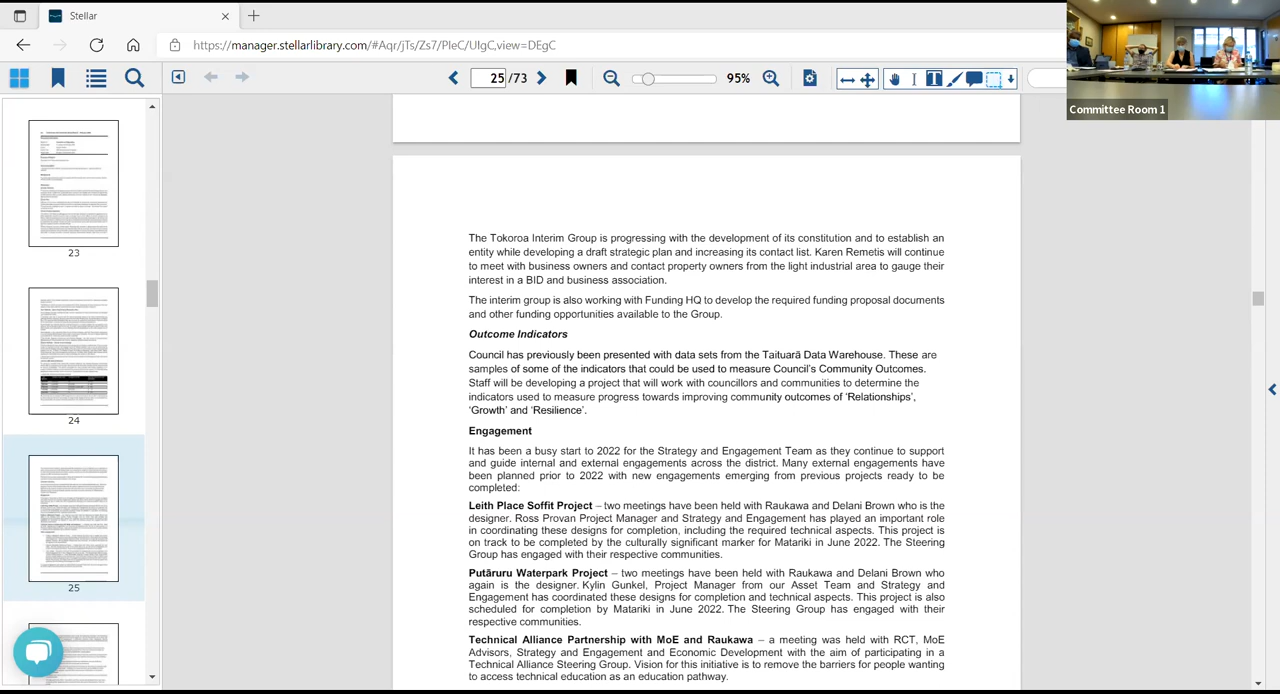 Stellar
https://manager.stellarlibrary.com/#Aqr/jTs/Zs7/PIeC/UIgC,view=DEgC
25 /73
95%
Committee Room 1
23
24
25
The Tokoroa Interim Group is progressing with the development of its constitution and to establish an
entity while developing a draft strategic plan and increasing its contact list. Karen Remetis will continue
to meet with business owners and contact property owners from the light industrial area to gauge their
interest in a BID and business association.
The interim group is also working with Funding HQ to develop the required funding proposal documents
and other funding opportunities available to the Group.
Outcome Indicators
Council has previously been presented with data sets from the Taituarā Data Warehouse. These are
samples of some of the indicators that could be used to measure Council's Community Outcomes.
Staff will be developing a project that will work with councillors and communities to determine the
indicators used to measure progress towards improving community outcomes of 'Relationships',
'Growth' and 'Resilience'.
Engagement
It has been a busy start to 2022 for the Strategy and Engagement Team as they continue to support
and guide internal and external engagements across the district. Many external engagements have
been planned prior to 2022 with new engagements emerging from previous projects ready to be
completed:
Leith Place Soffit Project – two meetings have been held with Raukawa and Delani Brown who is the
designer. Ross Provan Project Manager and Strategy and Engagement has played an important role
in coordinating these designs for completion, including the required technical aspects. This project is
on track to be completed by the culturally significant marker for Matariki in June 2022. The Steering
Group has engaged with their respective communities.
Putāruru Waterpark Project – two meetings have been held with Raukawa and Delani Brown who
again is the designer. Kylin Gunkel, Project Manager from our Asset Team and Strategy and
Engagement has coordinated these designs for completion and technical aspects. This project is also
scheduled for completion by Matariki in June 2022. The Steering Group has engaged with their
respective communities.
Technical Alliance Partnership with MoE and Raukawa – a meeting was held with RCT, MoE
Advisors, Strategy and Engagement and Economic Development with the aim of participating in a
Technical Alliance Steering Group. Vision for this initiative is to remove the barriers for people wanting
to access technical education as an education pathway.